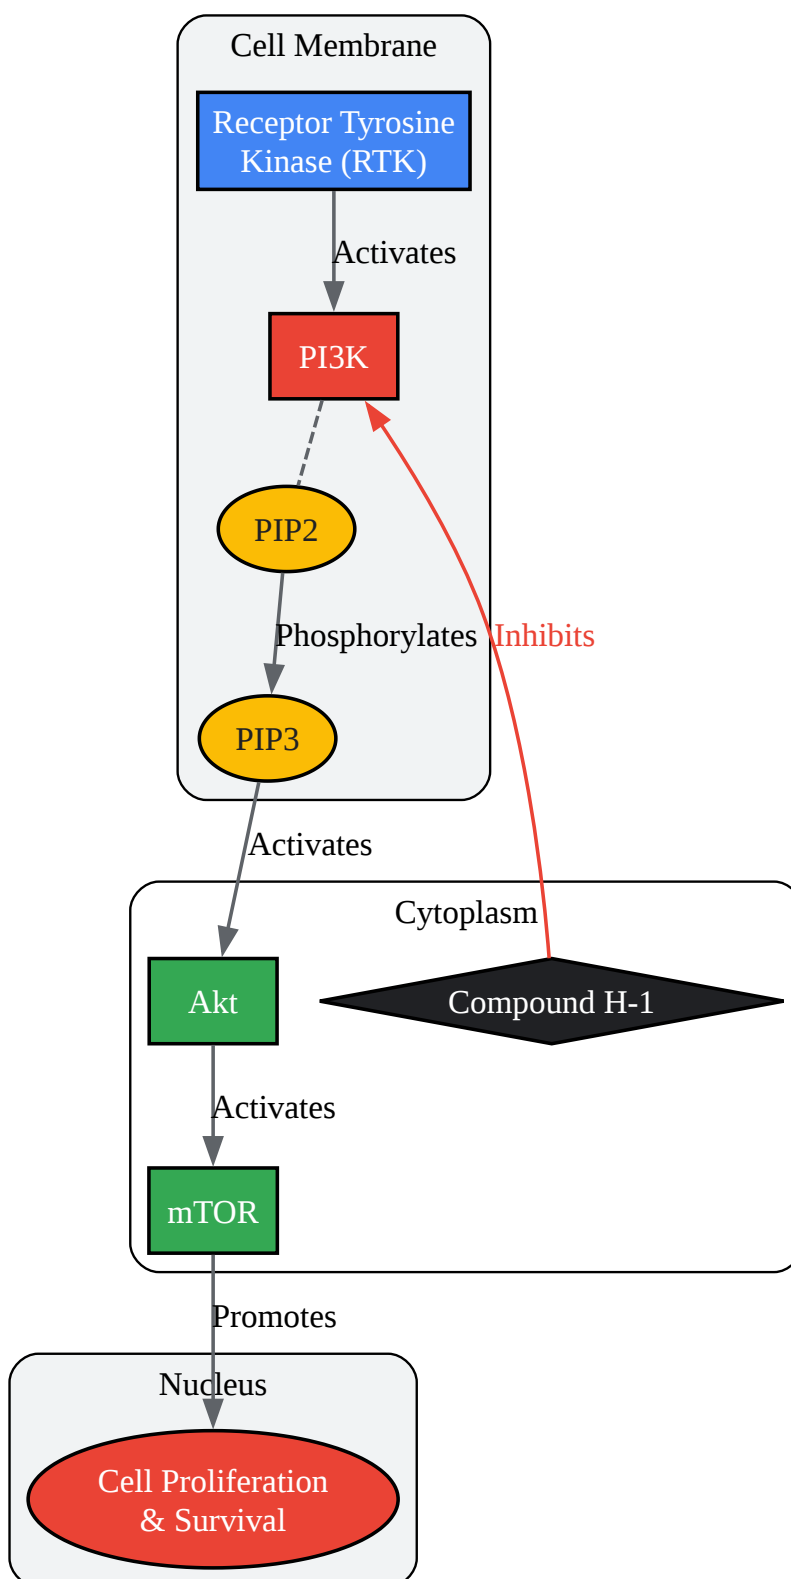 Cell Membrane
Receptor Tyrosine
Kinase (RTK)
Activates
PI3K
PIP2
Phosphorylates
Inhibits
PIP3
Activates
Cytoplasm
Akt
Compound H-1
Activates
mTOR
Promotes
Nucleus
Cell Proliferation
& Survival